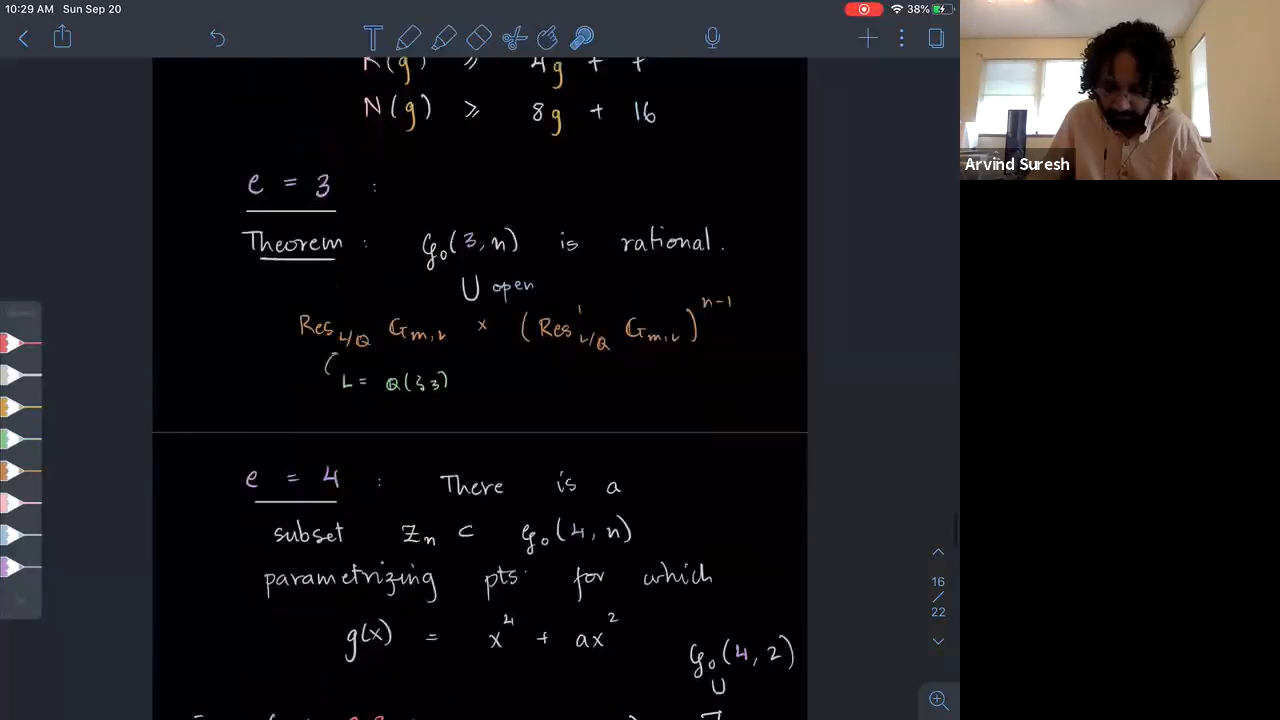 10:29 AM Sun Sep 20
38%
N(g) ⩾ 8g + 16
e = 3 :
Theorem : 𝒢₀(3, n) is rational.
U open
Res_{L/Q} G_{m,L} × (Res¹_{L/Q} G_{m,L})^{n-1}
L = Q(ζ3)
e = 4 : There is a
subset Z_n ⊂ 𝒢₀(4, n)
parametrizing pts. for which
g(x) = x⁴ + ax²
𝒢₀(4, 2)
∪
16
/
22
Arvind Suresh